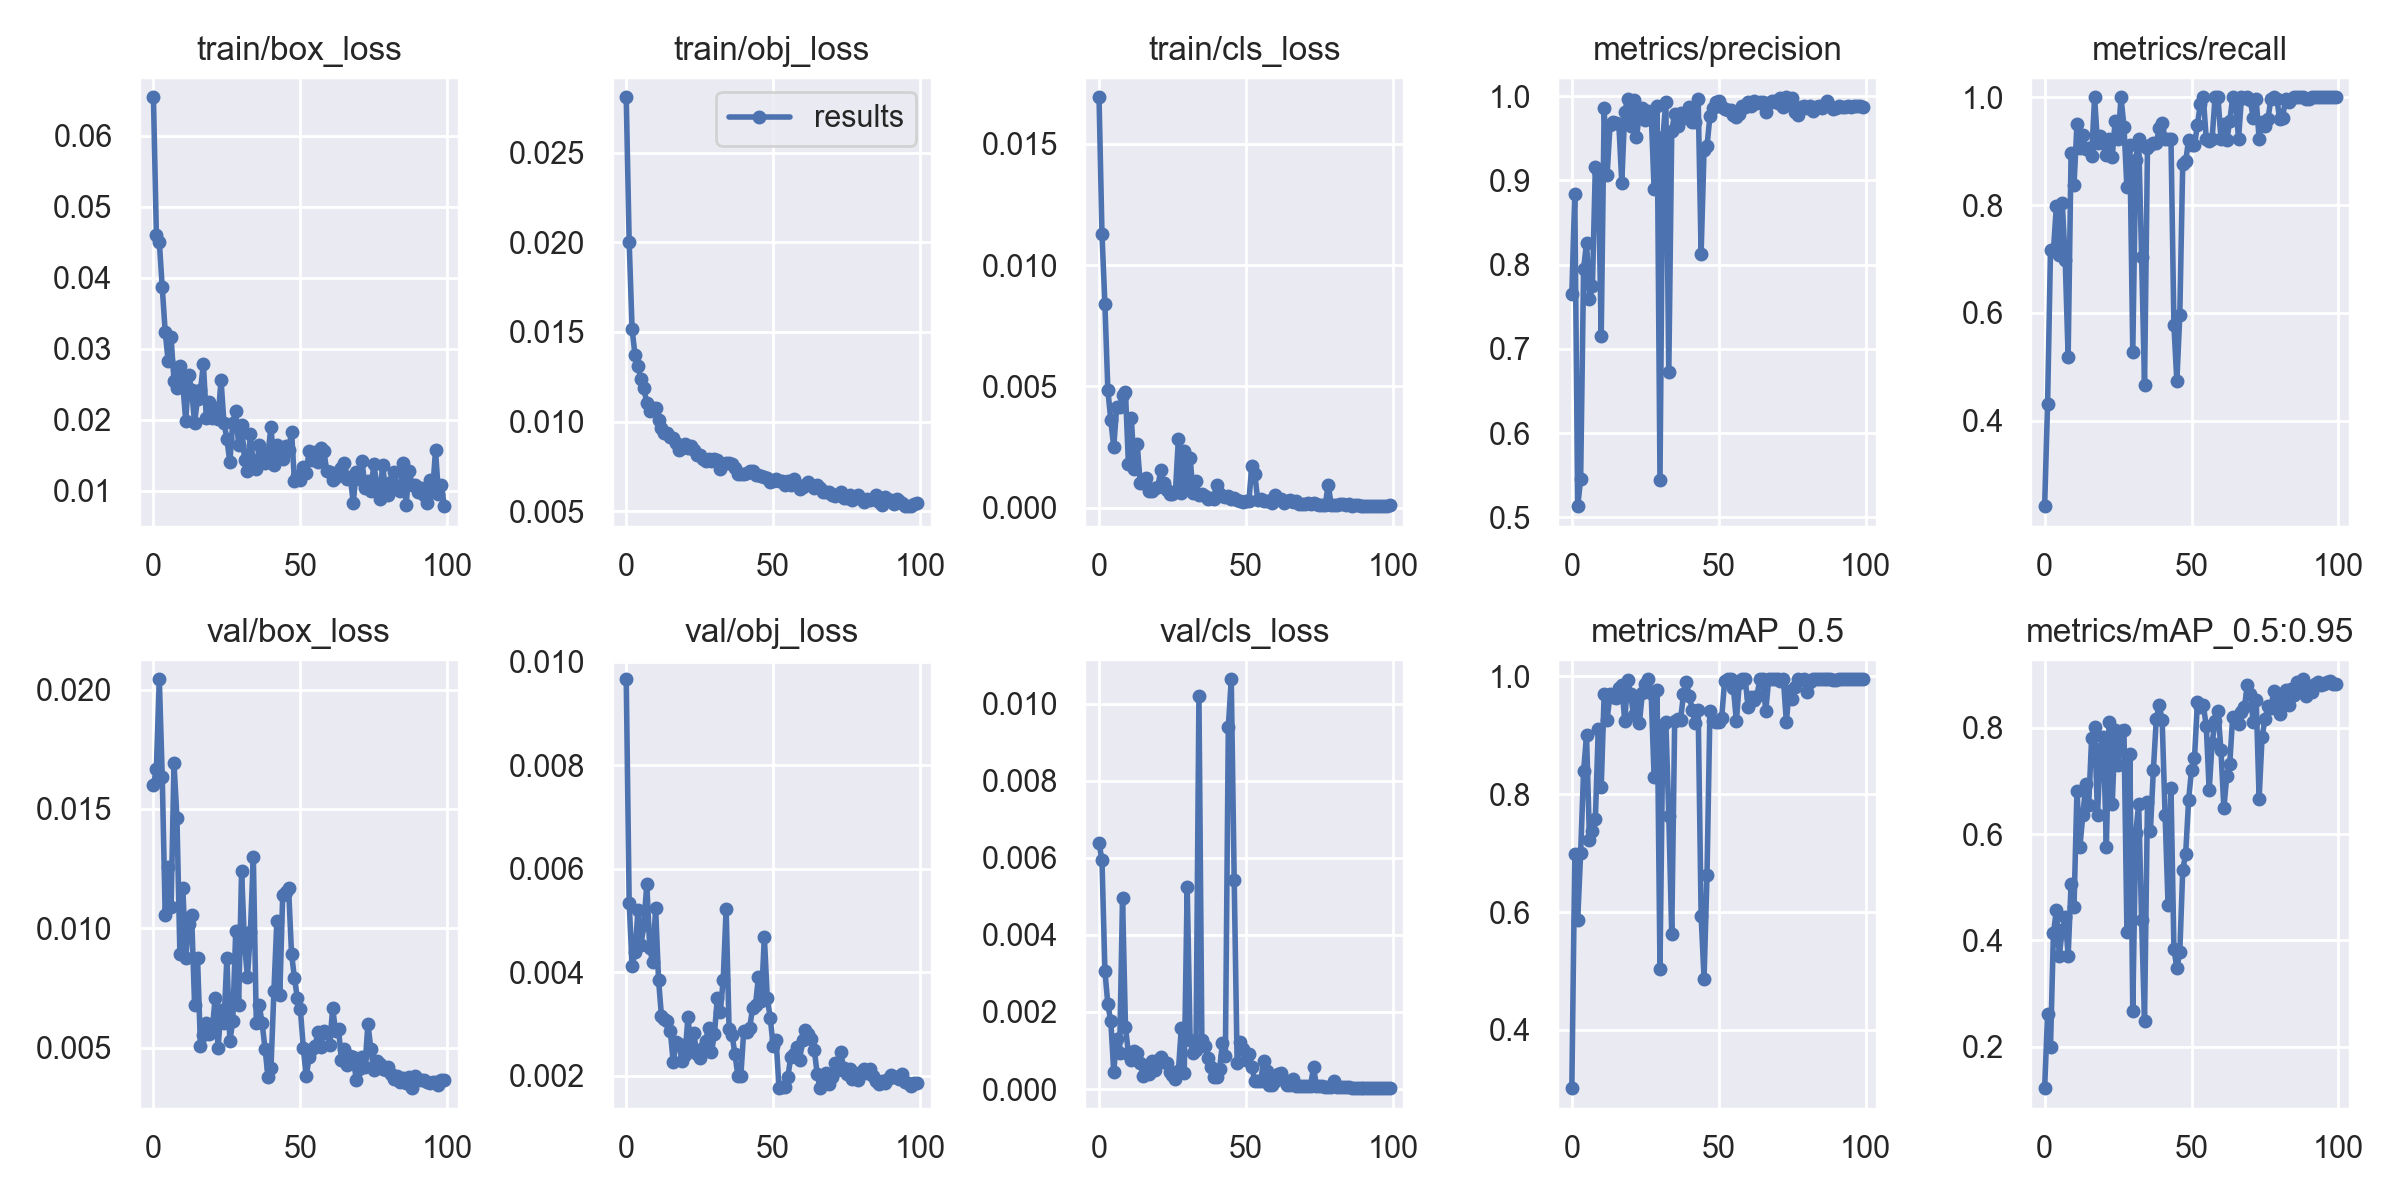 train/box_loss
0.06
0.05
0.04
0.03
0.02
0.01
0 50 100
train/obj_loss
results
0.025
0.020
0.015
0.010
0.005
0 50 100
train/cls_loss
0.015
0.010
0.005
0.000
0 50 100
metrics/precision
1.0
0.9
0.8
0.7
0.6
0.5
0 50 100
metrics/recall
1.0
0.8
0.6
0.4
0 50 100
val/box_loss
0.020
0.015
0.010
0.005
0 50 100
val/obj_loss
0.010
0.008
0.006
0.004
0.002
0 50 100
val/cls_loss
0.010
0.008
0.006
0.004
0.002
0.000
0 50 100
metrics/mAP_0.5
1.0
0.8
0.6
0.4
0 50 100
metrics/mAP_0.5:0.95
0.8
0.6
0.4
0.2
0 50 100